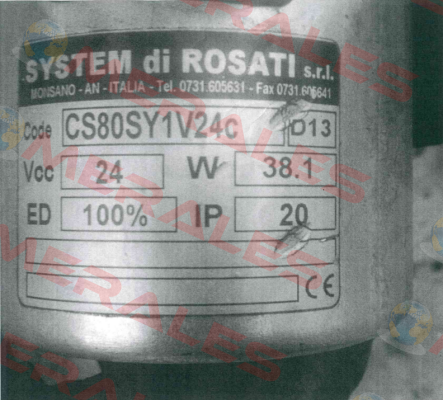 SYSTEM di ROSATI s.r.l.
MONSANO - AN - ITALIA - Tel. 0731.605631 - Fax 0731.605641
Code CS80SY1V24c D13
Vcc 24 W 38.1
ED 100% IP 20
CE
MERALES